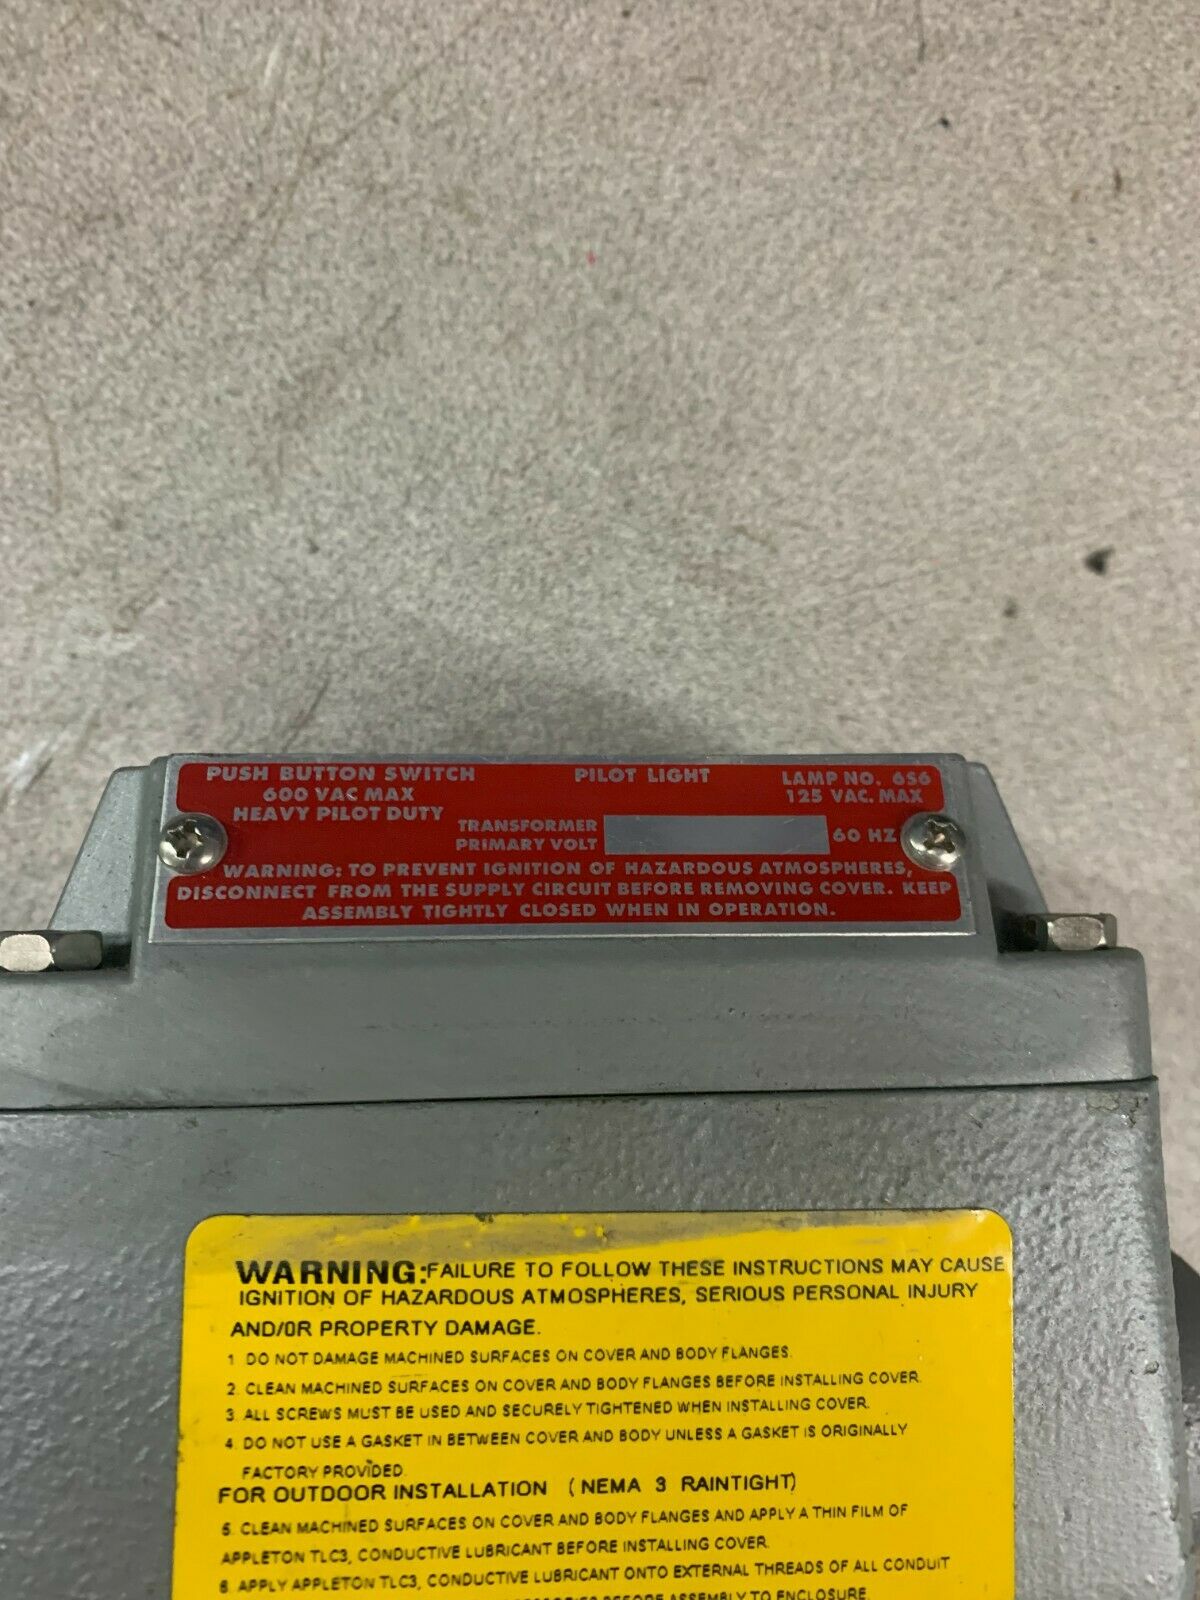 PUSH BUTTON SWITCH PILOT LIGHT LAMP NO. 6S6
600 VAC MAX 125 VAC. MAX
HEAVY PILOT DUTY
TRANSFORMER
PRIMARY VOLT 60 HZ
WARNING: TO PREVENT IGNITION OF HAZARDOUS ATMOSPHERES,
DISCONNECT FROM THE SUPPLY CIRCUIT BEFORE REMOVING COVER. KEEP
ASSEMBLY TIGHTLY CLOSED WHEN IN OPERATION.
WARNING: FAILURE TO FOLLOW THESE INSTRUCTIONS MAY CAUSE
IGNITION OF HAZARDOUS ATMOSPHERES, SERIOUS PERSONAL INJURY
AND/OR PROPERTY DAMAGE.
1 DO NOT DAMAGE MACHINED SURFACES ON COVER AND BODY FLANGES.
2. CLEAN MACHINED SURFACES ON COVER AND BODY FLANGES BEFORE INSTALLING COVER.
3. ALL SCREWS MUST BE USED AND SECURELY TIGHTENED WHEN INSTALLING COVER.
4. DO NOT USE A GASKET IN BETWEEN COVER AND BODY UNLESS A GASKET IS ORIGINALLY
FACTORY PROVIDED.
FOR OUTDOOR INSTALLATION (NEMA 3 RAINTIGHT)
5. CLEAN MACHINED SURFACES ON COVER AND BODY FLANGES AND APPLY A THIN FILM OF
APPLETON TLC3, CONDUCTIVE LUBRICANT BEFORE INSTALLING COVER.
6. APPLY APPLETON TLC3, CONDUCTIVE LUBRICANT ONTO EXTERNAL THREADS OF ALL CONDUIT
BEFORE ASSEMBLY TO ENCLOSURE.